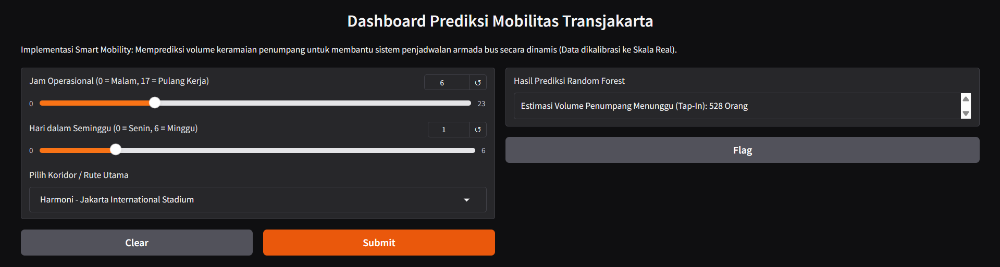 Dashboard Prediksi Mobilitas Transjakarta
Implementasi Smart Mobility: Memprediksi volume keramaian penumpang untuk membantu sistem penjadwalan armada bus secara dinamis (Data dikalibrasi ke Skala Real).
Jam Operasional (0 = Malam, 17 = Pulang Kerja)
6
0
23
Hari dalam Seminggu (0 = Senin, 6 = Minggu)
1
0
6
Pilih Koridor / Rute Utama
Harmoni - Jakarta International Stadium
Clear
Submit
Hasil Prediksi Random Forest
Estimasi Volume Penumpang Menunggu (Tap-In): 528 Orang
Flag